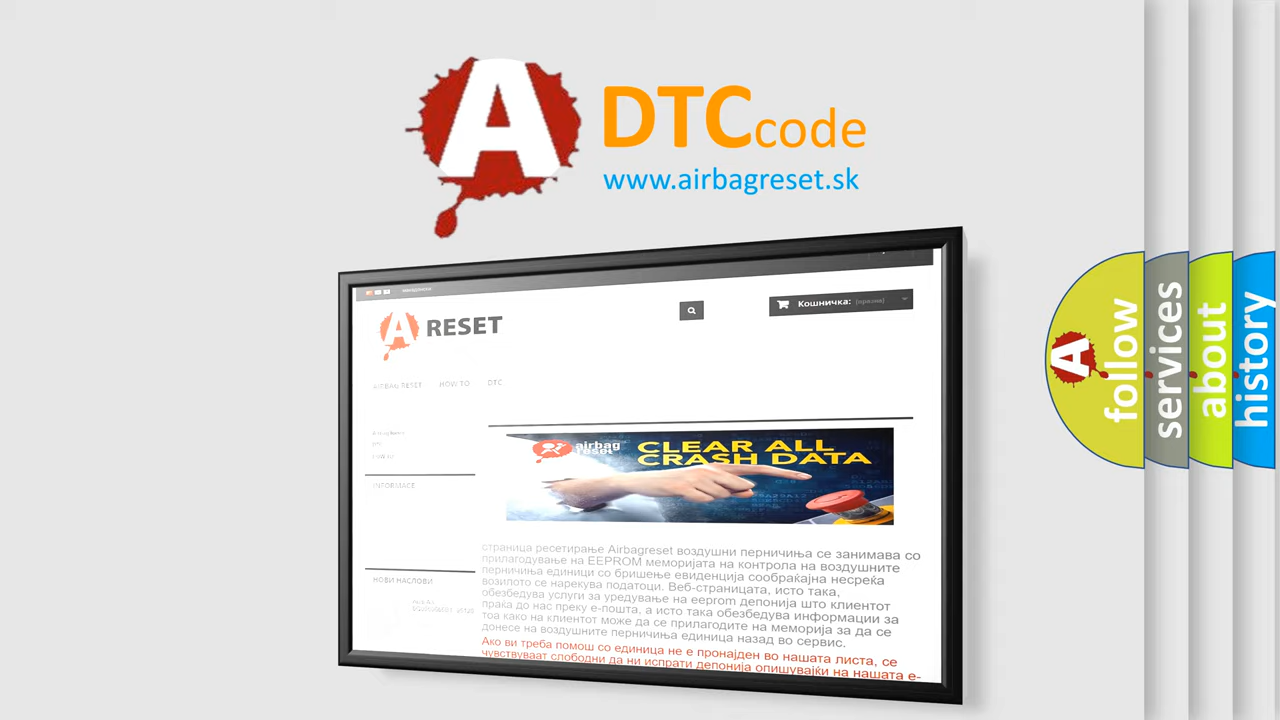 A
DTCcode
www.airbagreset.sk
A RESET
Кошничка: (празна)
AIRBAG RESET HOW TO DTC
airbag
reset
CLEAR ALL
CRASH DATA
INFORMACE
НОВИ НАСЛОВИ
страница ресетирање Airbagreset воздушни перничиња се занимава со
прилагодување на EEPROM меморијата на контрола на воздушните
перничиња единици со бришење евиденција сообраќајна несреќа
возилото се нарекува податоци. Веб-страницата, исто така,
обезбедува услуги за уредување на eeprom депонија што клиентот
праќа до нас преку е-пошта, а исто така обезбедува информации за
тоа како на клиентот може да се прилагодите на меморија за да се
донесе на воздушните перничиња единица назад во сервис.
Ако ви треба помош со единица не е пронајден во нашата листа, се
чувствуваат слободни да ни испрати депонија опишувајќи на нашата е-
A
follow
services
about
history